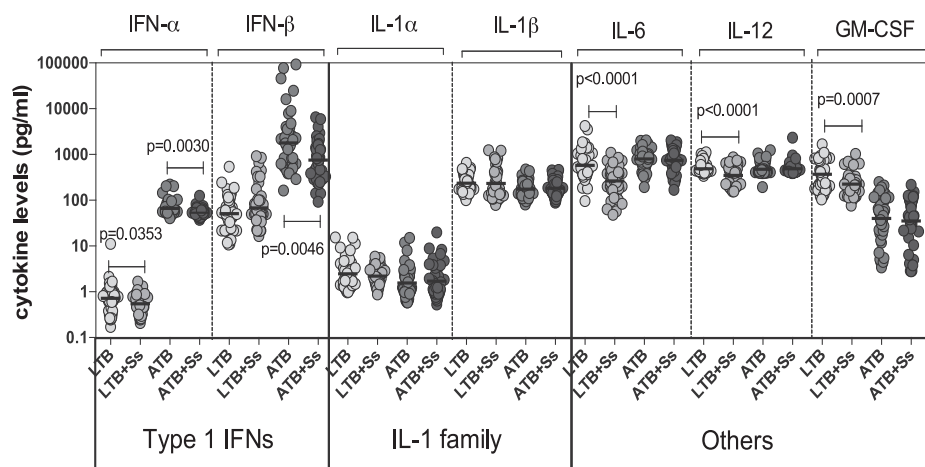 IFN-α IFN-β IL-1α IL-1β IL-6 IL-12 GM-CSF
cytokine levels (pg/ml)
100000
10000
1000
100
10
1
0.1
p=0.0353
p=0.0030
p=0.0046
p<0.0001
p<0.0001
p=0.0007
LTB LTB+Ss ATB ATB+Ss LTB LTB+Ss ATB ATB+Ss LTB LTB+Ss ATB ATB+Ss LTB LTB+Ss ATB ATB+Ss LTB LTB+Ss ATB ATB+Ss LTB LTB+Ss ATB ATB+Ss LTB LTB+Ss ATB ATB+Ss
Type 1 IFNs IL-1 family Others